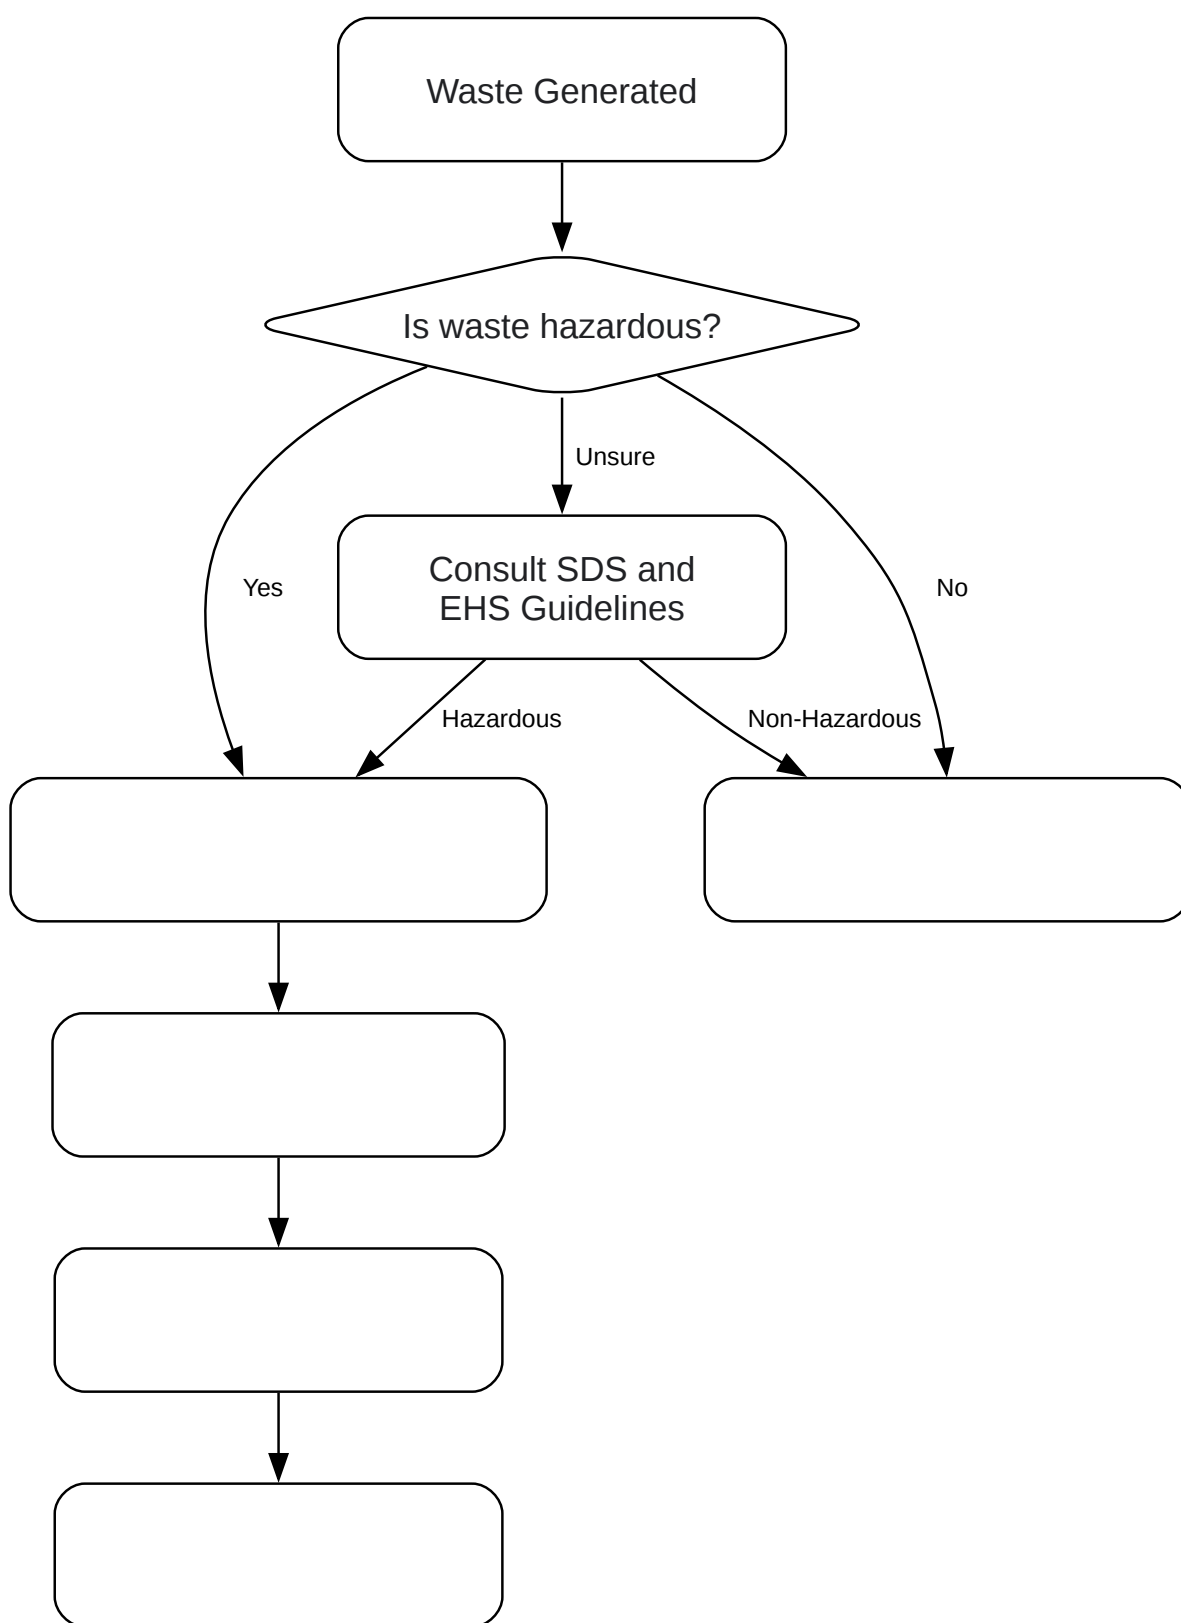 Waste Generated
Is waste hazardous?
Unsure
Consult SDS and
EHS Guidelines
Yes
No
Hazardous
Non-Hazardous